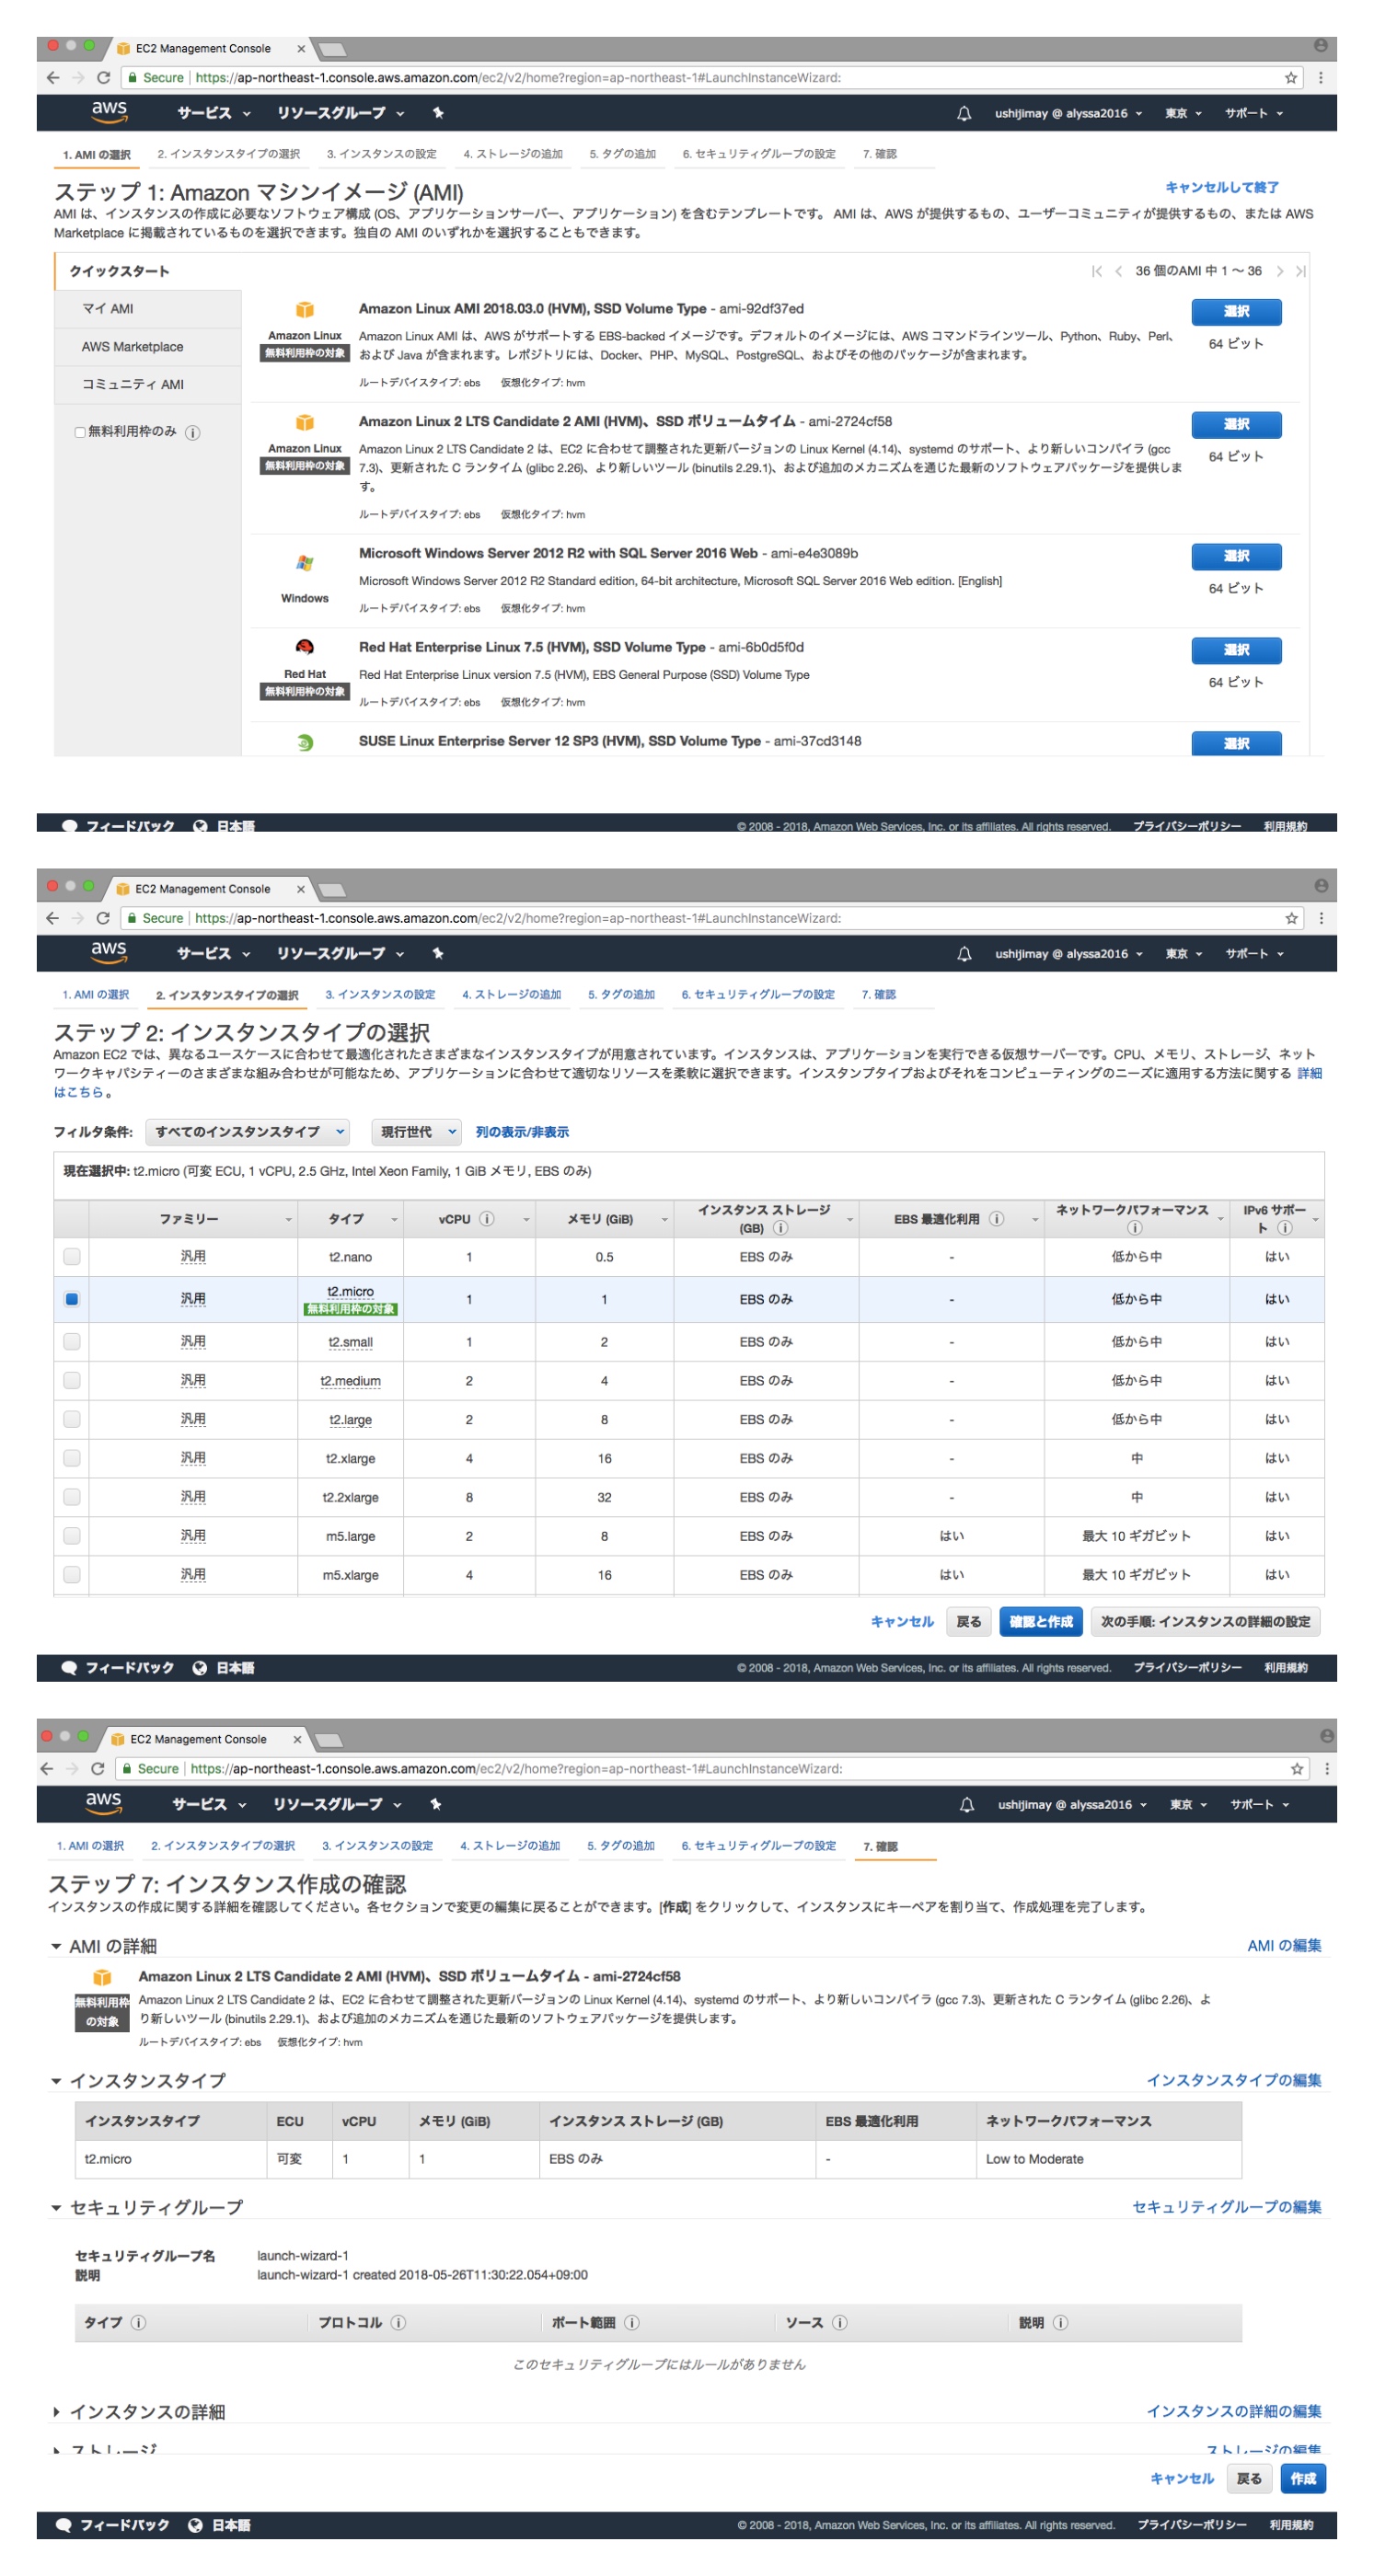 EC2 Management Console
Secure https://ap-northeast-1.console.aws.amazon.com/ec2/v2/home?region=ap-northeast-1#LaunchInstanceWizard:
aws サービス リソースグループ ushijimay @ alyssa2016 東京 サポート
1. AMI の選択 2. インスタンスタイプの選択 3. インスタンスの設定 4. ストレージの追加 5. タグの追加 6. セキュリティグループの設定 7. 確認
ステップ 1: Amazon マシンイメージ (AMI) キャンセルして終了
AMI は、インスタンスの作成に必要なソフトウェア構成 (OS、アプリケーションサーバー、アプリケーション) を含むテンプレートです。 AMI は、AWS が提供するもの、ユーザーコミュニティが提供するもの、または AWS
Marketplace に掲載されているものを選択できます。独自の AMI のいずれかを選択することもできます。
クイックスタート 36 個のAMI 中 1 〜 36
マイ AMI
AWS Marketplace
コミュニティ AMI
無料利用枠のみ
Amazon Linux AMI 2018.03.0 (HVM), SSD Volume Type - ami-92df37ed 選択
Amazon Linux
無料利用枠の対象
Amazon Linux AMI は、AWS がサポートする EBS-backed イメージです。デフォルトのイメージには、AWS コマンドラインツール、Python、Ruby、Perl、
および Java が含まれます。レポジトリには、Docker、PHP、MySQL、PostgreSQL、およびその他のパッケージが含まれます。
64 ビット
ルートデバイスタイプ: ebs 仮想化タイプ: hvm
Amazon Linux 2 LTS Candidate 2 AMI (HVM)、SSD ボリュームタイム - ami-2724cf58 選択
Amazon Linux
無料利用枠の対象
Amazon Linux 2 LTS Candidate 2 は、EC2 に合わせて調整された更新バージョンの Linux Kernel (4.14)、systemd のサポート、より新しいコンパイラ (gcc
7.3)、更新された C ランタイム (glibc 2.26)、より新しいツール (binutils 2.29.1)、および追加のメカニズムを通じた最新のソフトウェアパッケージを提供しま
す。
64 ビット
ルートデバイスタイプ: ebs 仮想化タイプ: hvm
Microsoft Windows Server 2012 R2 with SQL Server 2016 Web - ami-e4e3089b 選択
Windows
Microsoft Windows Server 2012 R2 Standard edition, 64-bit architecture, Microsoft SQL Server 2016 Web edition. [English]
64 ビット
ルートデバイスタイプ: ebs 仮想化タイプ: hvm
Red Hat Enterprise Linux 7.5 (HVM), SSD Volume Type - ami-6b0d5f0d 選択
Red Hat
無料利用枠の対象
Red Hat Enterprise Linux version 7.5 (HVM), EBS General Purpose (SSD) Volume Type
64 ビット
ルートデバイスタイプ: ebs 仮想化タイプ: hvm
SUSE Linux Enterprise Server 12 SP3 (HVM), SSD Volume Type - ami-37cd3148 選択
フィードバック 日本語 © 2008 - 2018, Amazon Web Services, Inc. or its affiliates. All rights reserved. プライバシーポリシー 利用規約
EC2 Management Console
Secure https://ap-northeast-1.console.aws.amazon.com/ec2/v2/home?region=ap-northeast-1#LaunchInstanceWizard:
aws サービス リソースグループ ushijimay @ alyssa2016 東京 サポート
1. AMI の選択 2. インスタンスタイプの選択 3. インスタンスの設定 4. ストレージの追加 5. タグの追加 6. セキュリティグループの設定 7. 確認
ステップ 2: インスタンスタイプの選択
Amazon EC2 では、異なるユースケースに合わせて最適化されたさまざまなインスタンスタイプが用意されています。インスタンスは、アプリケーションを実行できる仮想サーバーです。CPU、メモリ、ストレージ、ネット
ワークキャパシティーのさまざまな組み合わせが可能なため、アプリケーションに合わせて適切なリソースを柔軟に選択できます。インスタンプタイプおよびそれをコンピューティングのニーズに適用する方法に関する 詳細
はこちら。
フィルタ条件: すべてのインスタンスタイプ 現行世代 列の表示/非表示
現在選択中: t2.micro (可変 ECU, 1 vCPU, 2.5 GHz, Intel Xeon Family, 1 GiB メモリ, EBS のみ)
ファミリー タイプ vCPU メモリ (GiB) インスタンス ストレージ (GB) EBS 最適化利用 ネットワークパフォーマンス IPv6 サポート
汎用 t2.nano 1 0.5 EBS のみ - 低から中 はい
汎用 t2.micro 無料利用枠の対象 1 1 EBS のみ - 低から中 はい
汎用 t2.small 1 2 EBS のみ - 低から中 はい
汎用 t2.medium 2 4 EBS のみ - 低から中 はい
汎用 t2.large 2 8 EBS のみ - 低から中 はい
汎用 t2.xlarge 4 16 EBS のみ - 中 はい
汎用 t2.2xlarge 8 32 EBS のみ - 中 はい
汎用 m5.large 2 8 EBS のみ はい 最大 10 ギガビット はい
汎用 m5.xlarge 4 16 EBS のみ はい 最大 10 ギガビット はい
キャンセル 戻る 確認と作成 次の手順: インスタンスの詳細の設定
フィードバック 日本語 © 2008 - 2018, Amazon Web Services, Inc. or its affiliates. All rights reserved. プライバシーポリシー 利用規約
EC2 Management Console
Secure https://ap-northeast-1.console.aws.amazon.com/ec2/v2/home?region=ap-northeast-1#LaunchInstanceWizard:
aws サービス リソースグループ ushijimay @ alyssa2016 東京 サポート
1. AMI の選択 2. インスタンスタイプの選択 3. インスタンスの設定 4. ストレージの追加 5. タグの追加 6. セキュリティグループの設定 7. 確認
ステップ 7: インスタンス作成の確認
インスタンスの作成に関する詳細を確認してください。各セクションで変更の編集に戻ることができます。[作成] をクリックして、インスタンスにキーペアを割り当て、作成処理を完了します。
AMI の詳細 AMI の編集
Amazon Linux 2 LTS Candidate 2 AMI (HVM)、SSD ボリュームタイム - ami-2724cf58
無料利用枠
の対象
Amazon Linux 2 LTS Candidate 2 は、EC2 に合わせて調整された更新バージョンの Linux Kernel (4.14)、systemd のサポート、より新しいコンパイラ (gcc 7.3)、更新された C ランタイム (glibc 2.26)、よ
り新しいツール (binutils 2.29.1)、および追加のメカニズムを通じた最新のソフトウェアパッケージを提供します。
ルートデバイスタイプ: ebs 仮想化タイプ: hvm
インスタンスタイプ インスタンスタイプの編集
インスタンスタイプ ECU vCPU メモリ (GiB) インスタンス ストレージ (GB) EBS 最適化利用 ネットワークパフォーマンス
t2.micro 可変 1 1 EBS のみ - Low to Moderate
セキュリティグループ セキュリティグループの編集
セキュリティグループ名 launch-wizard-1
説明 launch-wizard-1 created 2018-05-26T11:30:22.054+09:00
タイプ プロトコル ポート範囲 ソース 説明
このセキュリティグループにはルールがありません
インスタンスの詳細 インスタンスの詳細の編集
ストレージ ストレージの編集
キャンセル 戻る 作成
フィードバック 日本語 © 2008 - 2018, Amazon Web Services, Inc. or its affiliates. All rights reserved. プライバシーポリシー 利用規約